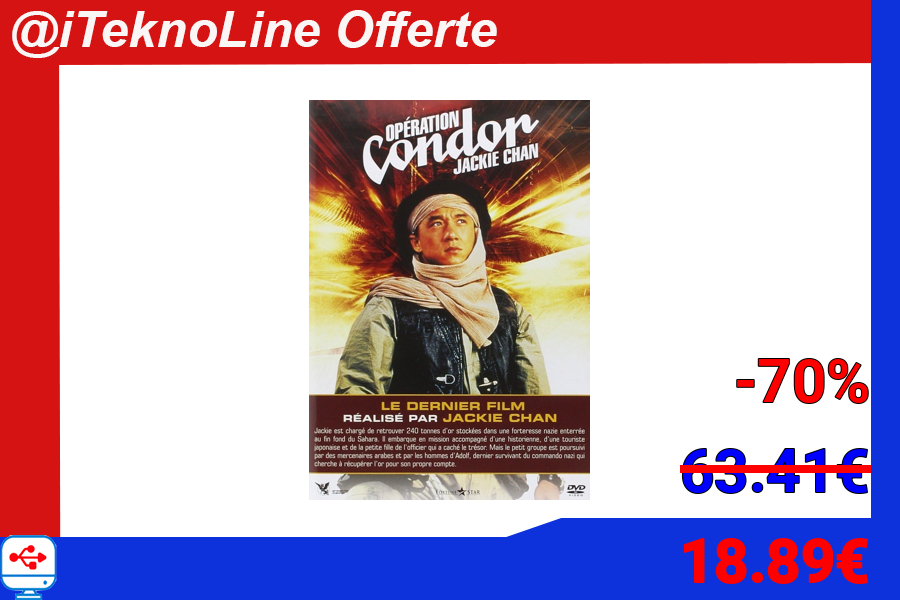 @iTeknoLine Offerte
OPÉRATION
Condor
JACKIE CHAN
LE DERNIER FILM
RÉALISÉ PAR JACKIE CHAN
Jackie est chargé de retrouver 240 tonnes d'or stockées dans une forteresse nazie enterrée
au fin fond du Sahara. Il embarque en mission accompagné d'une historienne, d'une touriste
japonaise et de la petite fille de l'officier qui a caché le trésor. Mais le petit groupe est poursuivi
par des mercenaires arabes et par les hommes d'Adolf, dernier survivant du commando nazi qui
cherche à récupérer l'or pour son propre compte.
FORTUNE STAR
DVD
VIDEO
-70%
63.41€
18.89€